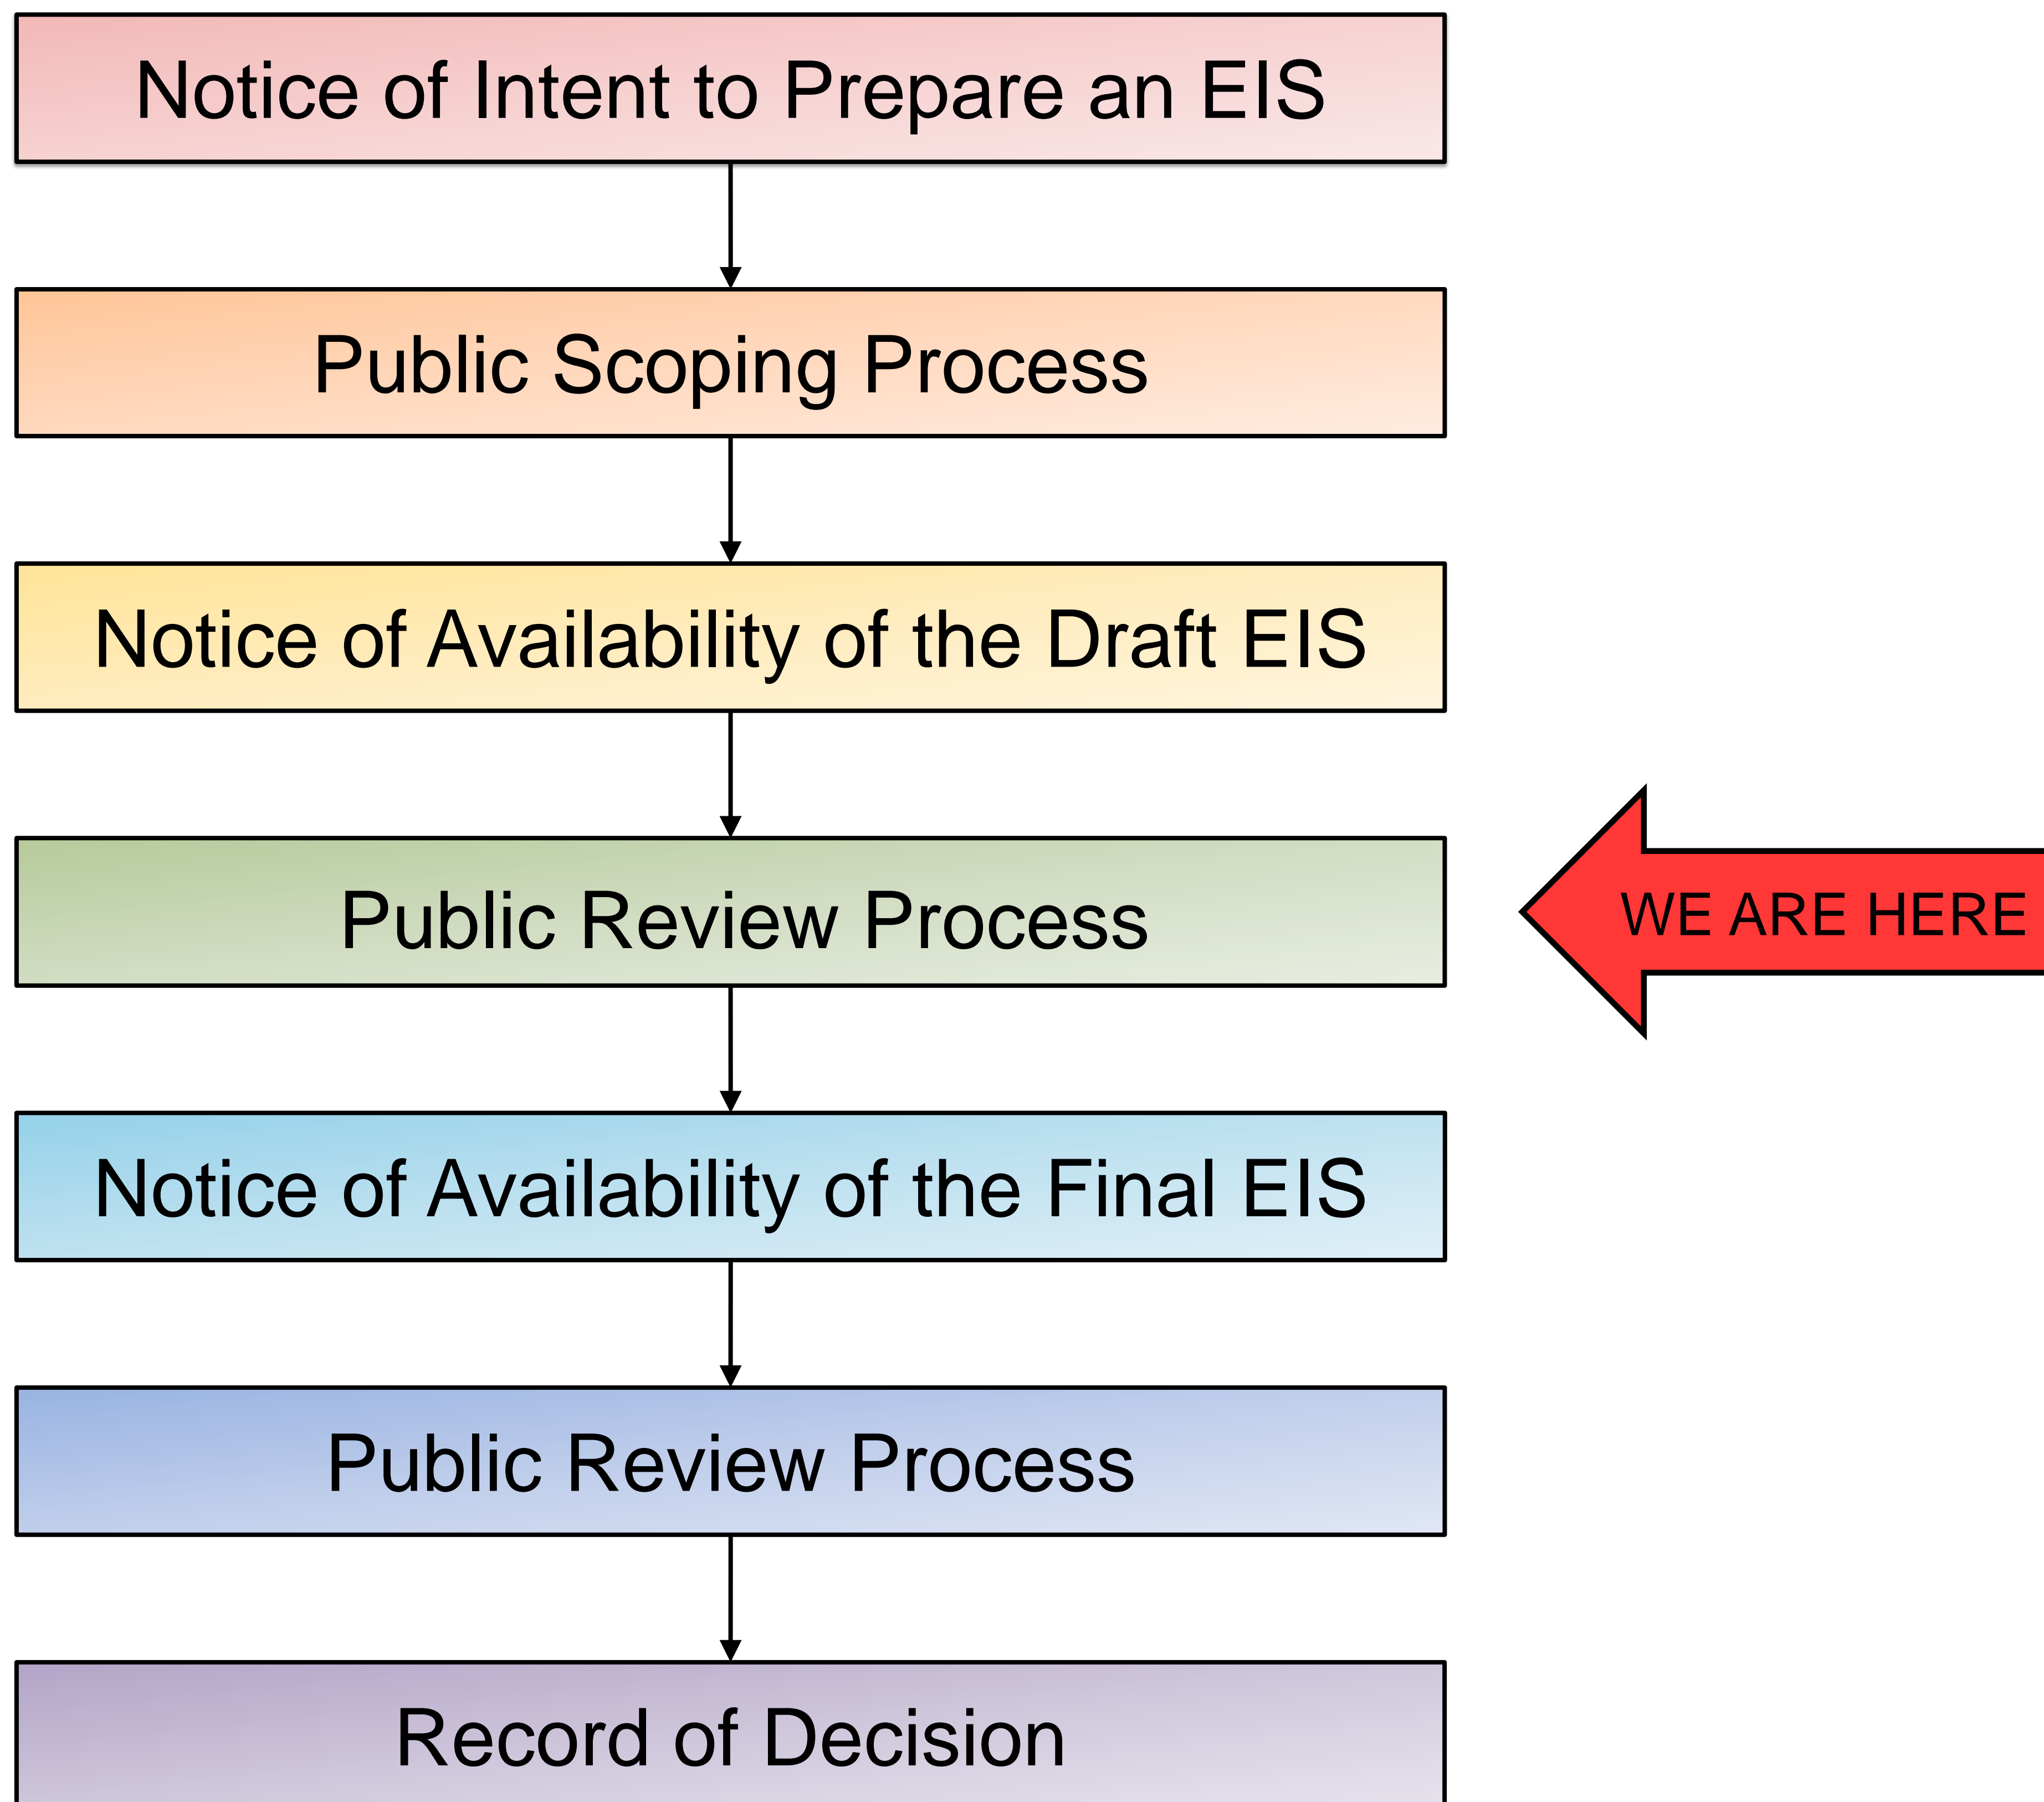 Notice of Intent to Prepare an EIS
Public Scoping Process
Notice of Availability of the Draft EIS
Public Review Process
WE ARE HERE
Notice of Availability of the Final EIS
Public Review Process
Record of Decision